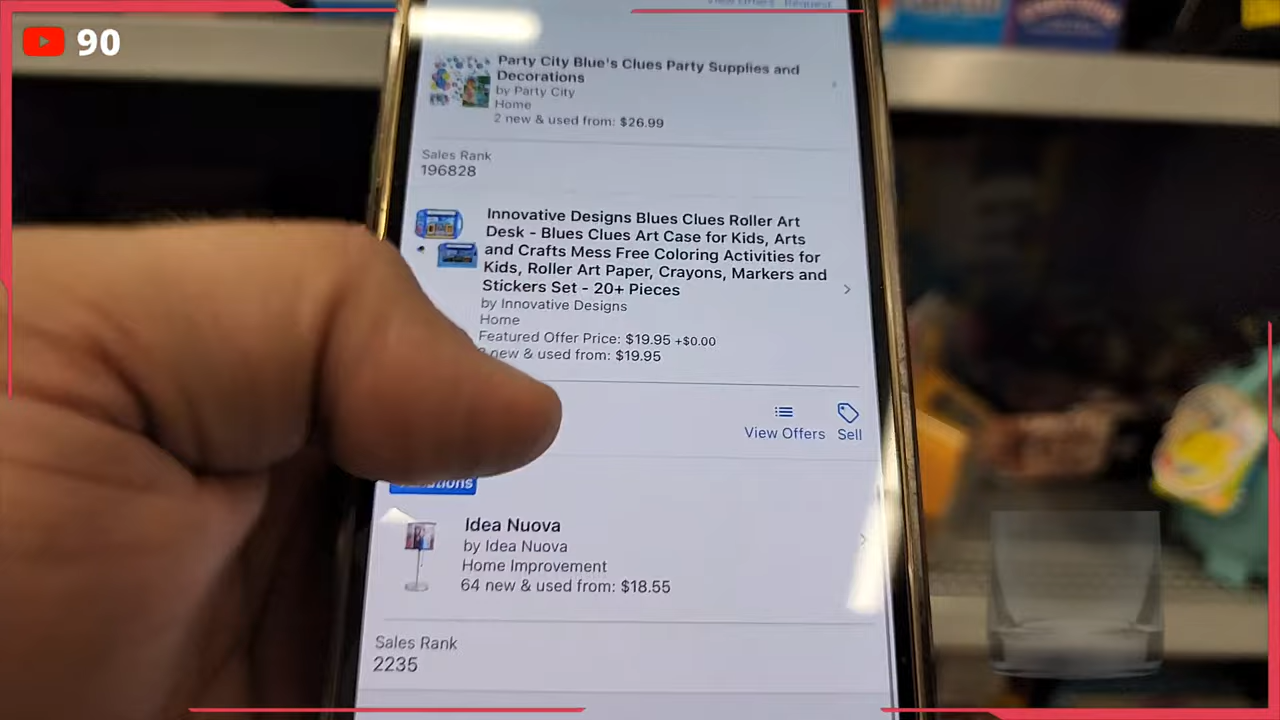 90
View Offers Request
Party City Blue's Clues Party Supplies and
Decorations
by Party City
Home
2 new & used from: $26.99
Sales Rank
196828
Innovative Designs Blues Clues Roller Art
Desk - Blues Clues Art Case for Kids, Arts
and Crafts Mess Free Coloring Activities for
Kids, Roller Art Paper, Crayons, Markers and
Stickers Set - 20+ Pieces
by Innovative Designs
Home
Featured Offer Price: $19.95 +$0.00
new & used from: $19.95
View Offers Sell
Idea Nuova
by Idea Nuova
Home Improvement
64 new & used from: $18.55
Sales Rank
2235